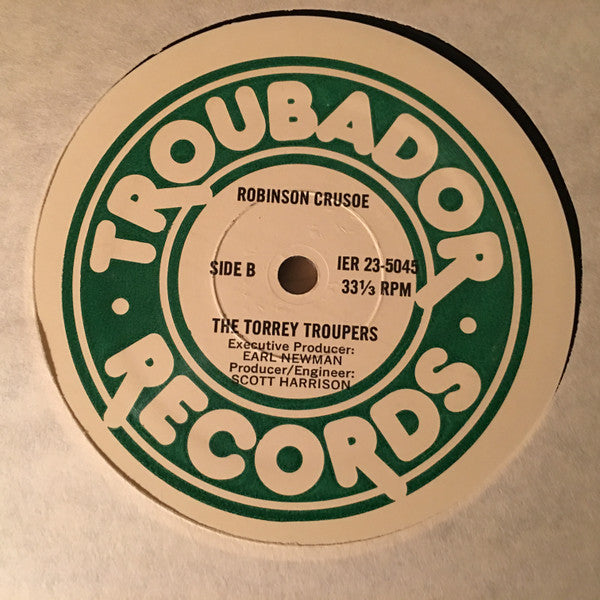 TROUBADOR
RECORDS
ROBINSON CRUSOE
SIDE B
IER 23-5045
33⅓ RPM
THE TORREY TROUPERS
Executive Producer:
EARL NEWMAN
Producer/Engineer:
SCOTT HARRISON